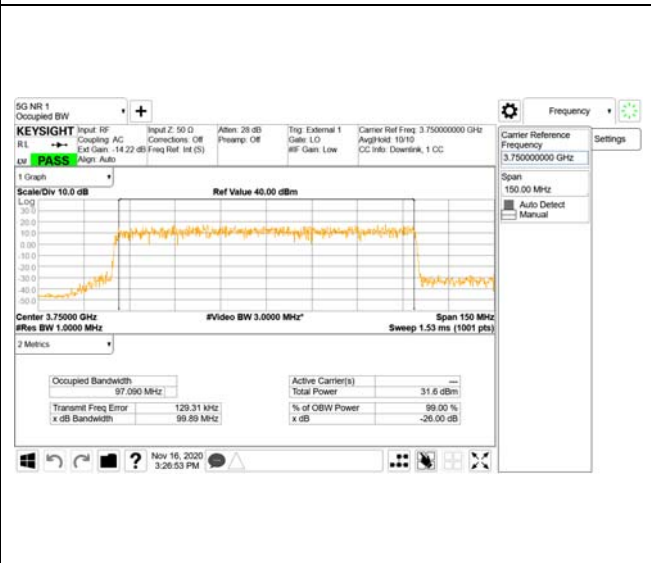 5G NR 1
Occupied BW
Frequency
KEYSIGHT
Input: RF
Input Z: 50 Ω
Atten: 28 dB
Trig: External 1
Carrier Ref Freq: 3.750000000 GHz
RL
Coupling: AC
Corrections: Off
Preamp: Off
Gate: LO
Avg|Hold: 10/10
Ext Gain: -14.22 dB
Freq Ref: Int (S)
#IF Gain: Low
CC Info: Downlink, 1 CC
PASS
Align: Auto
Carrier Reference
Frequency
3.750000000 GHz
Settings
Span
150.00 MHz
Auto Detect
Manual
1 Graph
Scale/Div 10.0 dB
Ref Value 40.00 dBm
Log
30.0
20.0
10.0
0.00
-10.0
-20.0
-30.0
-40.0
-50.0
Center 3.75000 GHz
#Video BW 3.0000 MHz*
Span 150 MHz
#Res BW 1.0000 MHz
Sweep 1.53 ms (1001 pts)
2 Metrics
Occupied Bandwidth
97.090 MHz
Active Carrier(s)
—
Total Power
31.6 dBm
Transmit Freq Error
129.31 kHz
% of OBW Power
99.00 %
x dB Bandwidth
99.89 MHz
x dB
-26.00 dB
?
Nov 16, 2020
3:26:53 PM